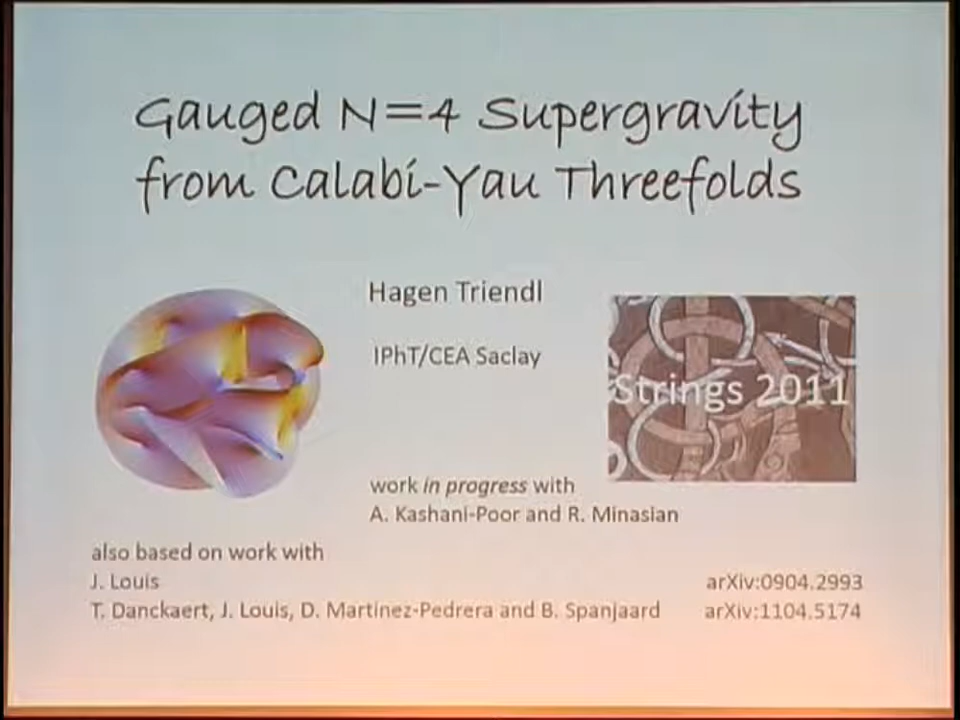 Gauged N=4 Supergravity
from Calabi-Yau Threefolds
Hagen Triendl
IPhT/CEA Saclay
Strings 2011
work in progress with
A. Kashani-Poor and R. Minasian
also based on work with
J. Louis arXiv:0904.2993
T. Danckaert, J. Louis, D. Martinez-Pedrera and B. Spanjaard arXiv:1104.5174